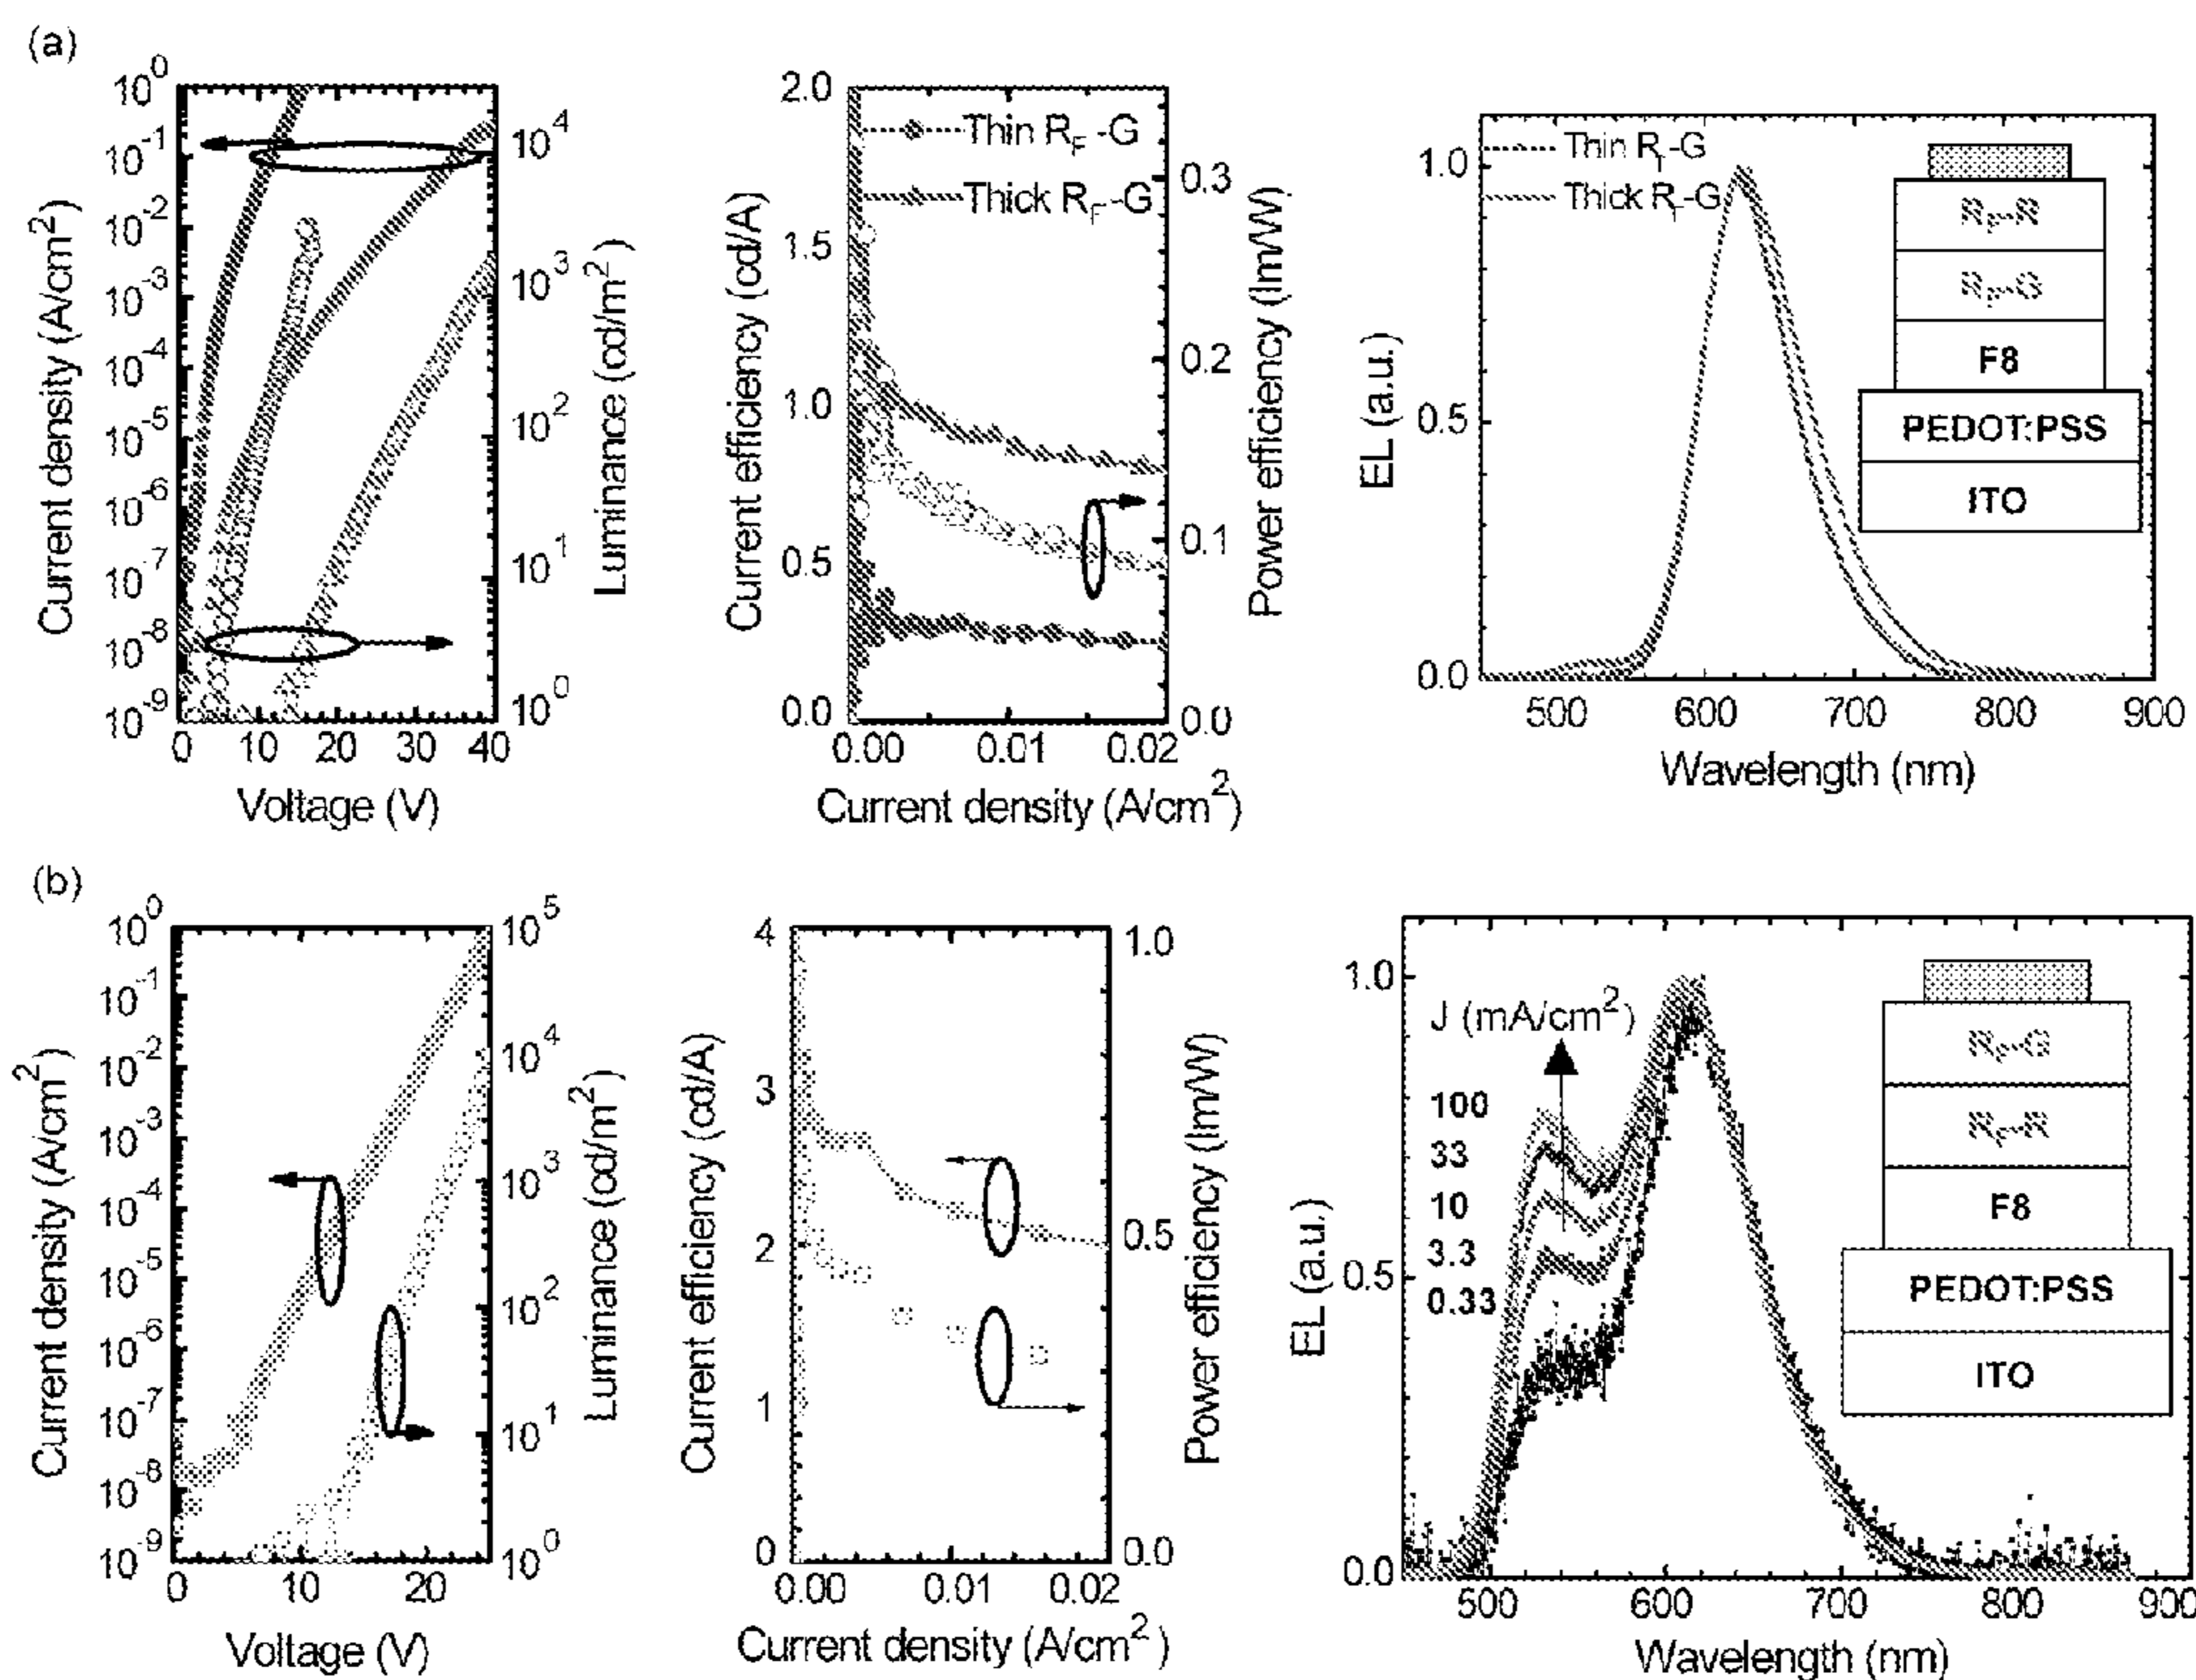 (a)
10^0
10^-1
10^-2
10^-3
10^-4
10^-5
10^-6
10^-7
10^-8
10^-9
Current density (A/cm^2)
0 10 20 30 40
Voltage (V)
10^4
10^3
10^2
10^1
10^0
Luminance (cd/m^2)
2.0
1.5
1.0
0.5
0.0
Current efficiency (cd/A)
Thin R_F-G
Thick R_F-G
0.00 0.01 0.02
Current density (A/cm^2)
0.3
0.2
0.1
0.0
Power efficiency (lm/W)
1.0
0.5
0.0
EL (a.u.)
Thin R_F-G
Thick R_F-G
R_F-R
R_F-G
F8
PEDOT:PSS
ITO
500 600 700 800 900
Wavelength (nm)
(b)
10^0
10^-1
10^-2
10^-3
10^-4
10^-5
10^-6
10^-7
10^-8
10^-9
Current density (A/cm^2)
0 10 20
Voltage (V)
10^5
10^4
10^3
10^2
10^1
10^0
Luminance (cd/m^2)
4
3
2
1
0
Current efficiency (cd/A)
0.00 0.01 0.02
Current density (A/cm^2)
1.0
0.5
0.0
Power efficiency (lm/W)
1.0
0.5
0.0
EL (a.u.)
J (mA/cm^2)
100
33
10
3.3
0.33
R_F-G
R_F-R
F8
PEDOT:PSS
ITO
500 600 700 800 900
Wavelength (nm)